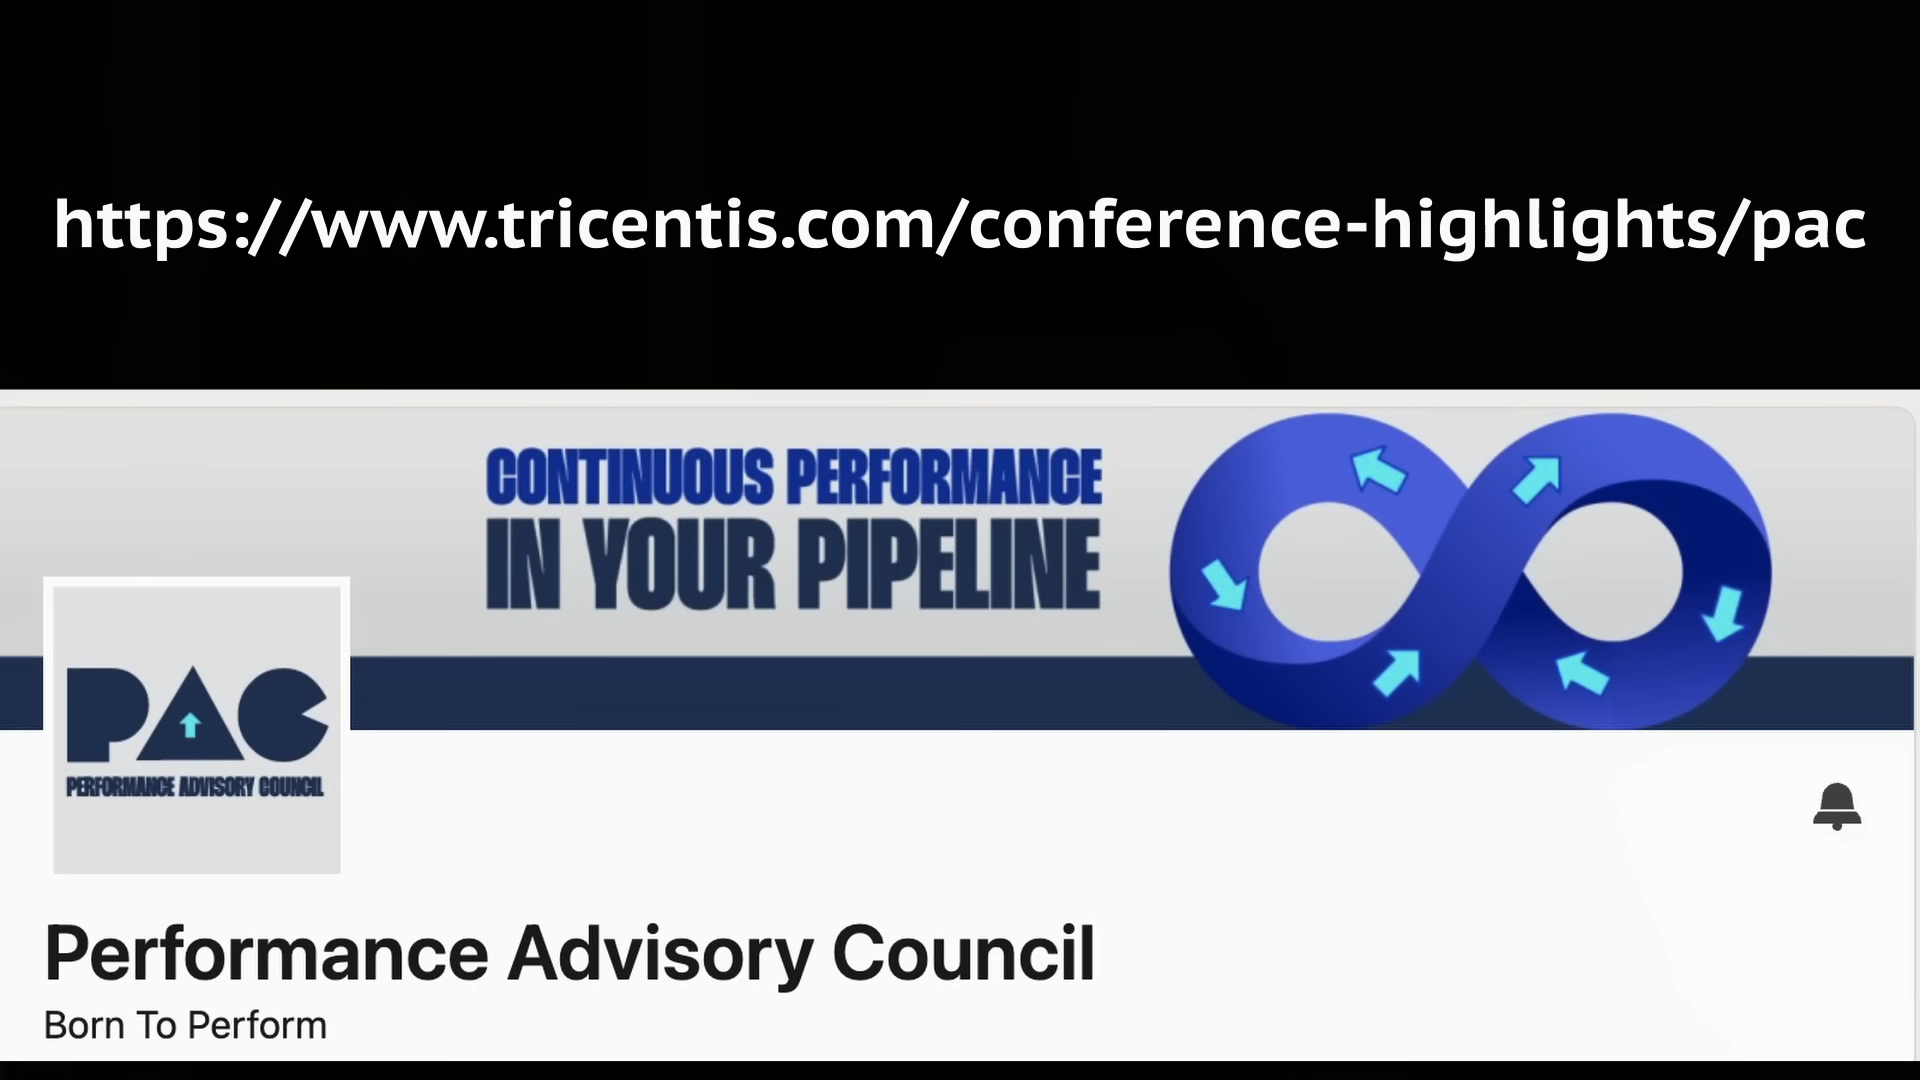 https://www.tricentis.com/conference-highlights/pac
CONTINUOUS PERFORMANCE
IN YOUR PIPELINE
PAC
PERFORMANCE ADVISORY COUNCIL
Performance Advisory Council
Born To Perform